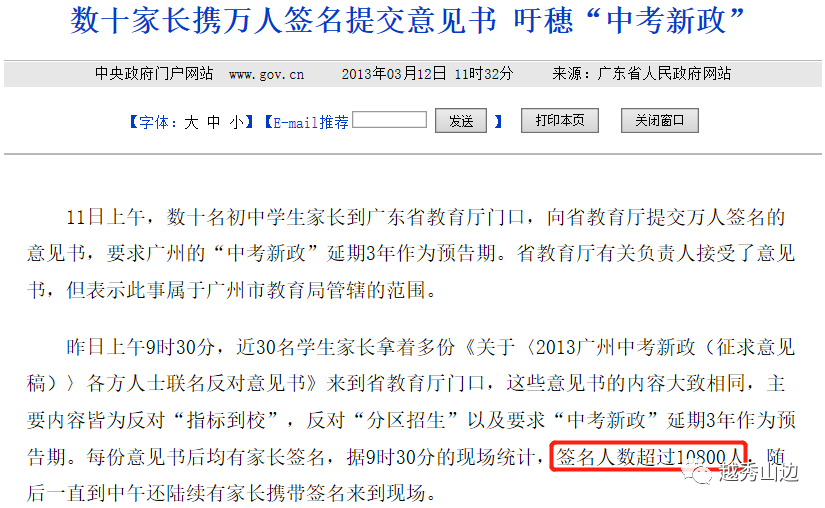 数十家长携万人签名提交意见书 吁穗“中考新政”
中央政府门户网站 www.gov.cn 2013年03月12日 11时32分 来源：广东省人民政府网站
【字体：大 中 小】【E-mail推荐 发送 】 打印本页 关闭窗口
11日上午，数十名初中学生家长到广东省教育厅门口，向省教育厅提交万人签名的
意见书，要求广州的“中考新政”延期3年作为预告期。省教育厅有关负责人接受了意见
书，但表示此事属于广州市教育局管辖的范围。
昨日上午9时30分，近30名学生家长拿着多份《关于〈2013广州中考新政（征求意见
稿）〉各方人士联名反对意见书》来到省教育厅门口，这些意见书的内容大致相同，主
要内容皆为反对“指标到校”，反对“分区招生”以及要求“中考新政”延期3年作为预
告期。每份意见书后均有家长签名，据9时30分的现场统计，签名人数超过10800人，随
后一直到中午还陆续有家长携带签名来到现场。
越秀山边